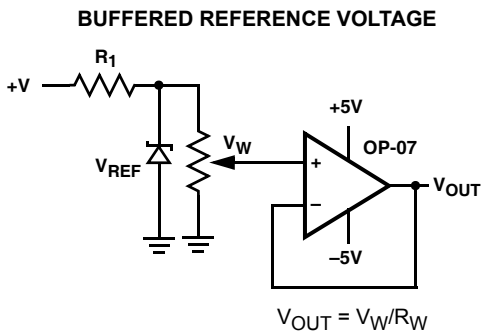 BUFFERED REFERENCE VOLTAGE
R1
+V
+5V
OP-07
VW
VREF
+
–
VOUT
–5V
VOUT = VW/RW